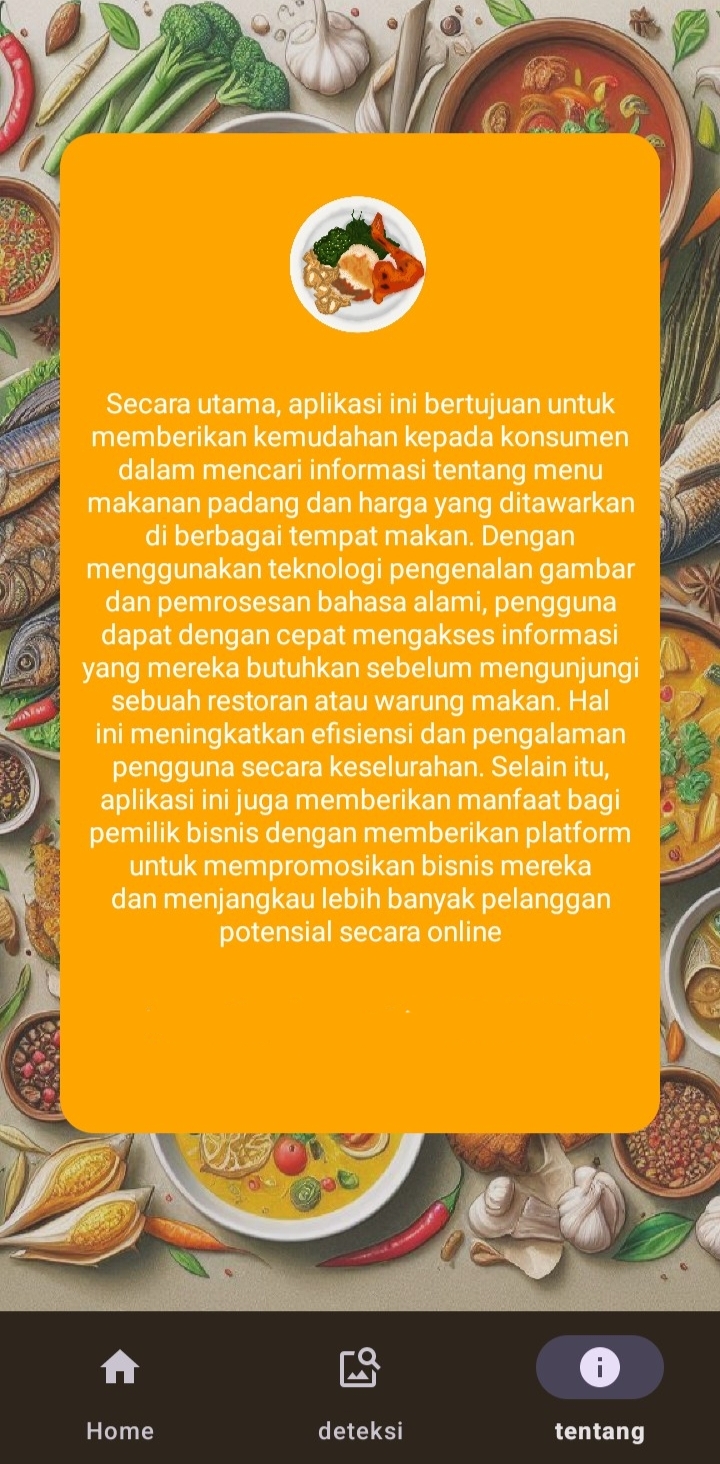 Secara utama, aplikasi ini bertujuan untuk
memberikan kemudahan kepada konsumen
dalam mencari informasi tentang menu
makanan padang dan harga yang ditawarkan
di berbagai tempat makan. Dengan
menggunakan teknologi pengenalan gambar
dan pemrosesan bahasa alami, pengguna
dapat dengan cepat mengakses informasi
yang mereka butuhkan sebelum mengunjungi
sebuah restoran atau warung makan. Hal
ini meningkatkan efisiensi dan pengalaman
pengguna secara keselurahan. Selain itu,
aplikasi ini juga memberikan manfaat bagi
pemilik bisnis dengan memberikan platform
untuk mempromosikan bisnis mereka
dan menjangkau lebih banyak pelanggan
potensial secara online
Home
deteksi
tentang